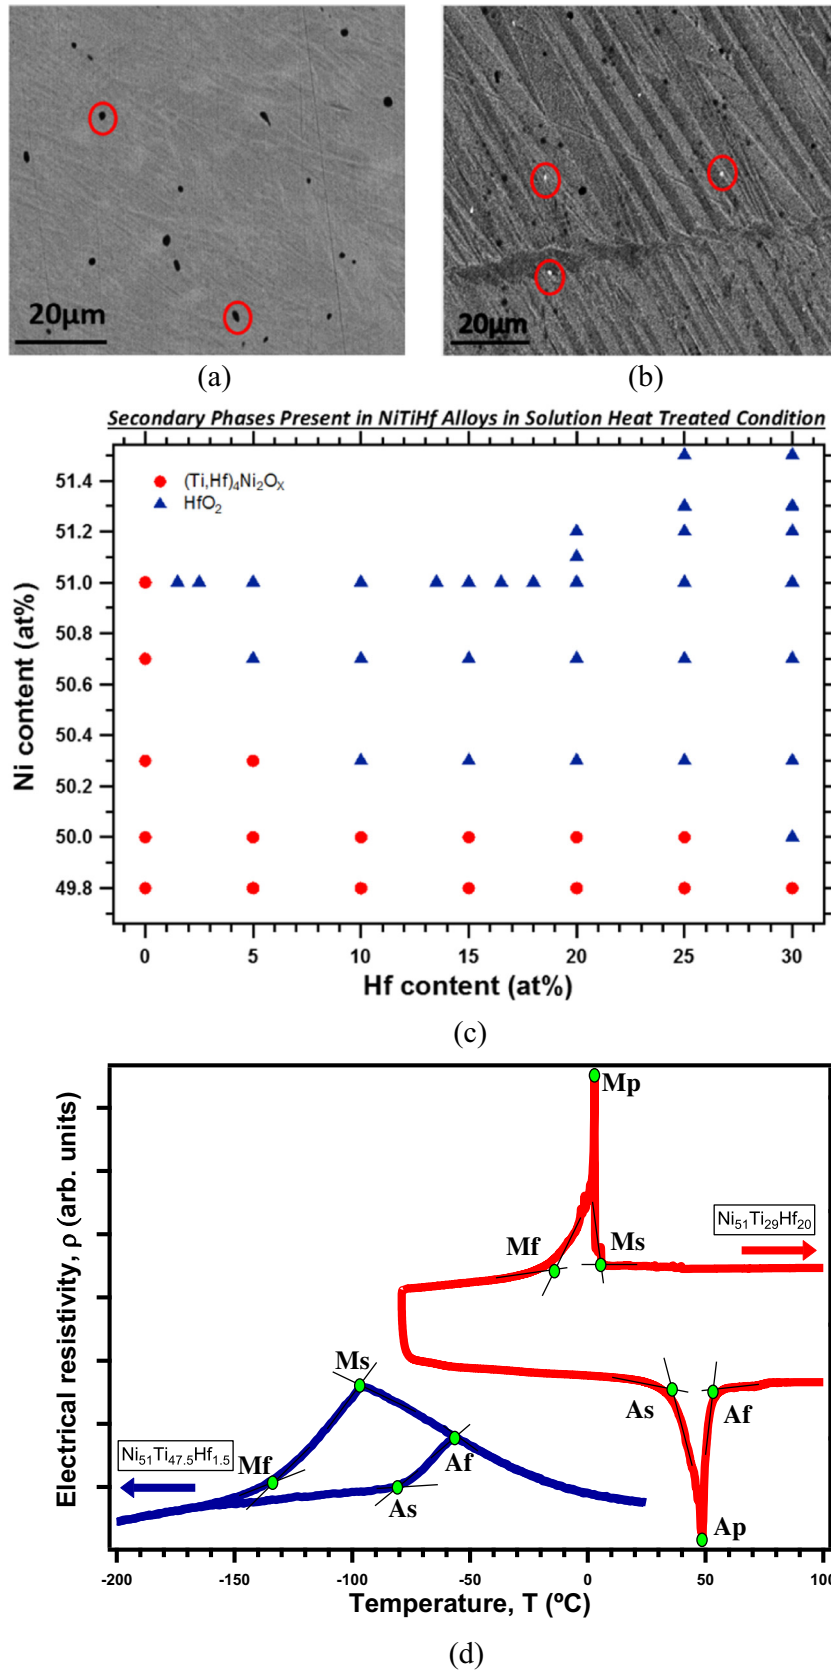 20μm
20μm
(a)
(b)
Secondary Phases Present in NiTiHf Alloys in Solution Heat Treated Condition
(Ti,Hf)₄Ni₂Oₓ
HfO₂
Ni content (at%)
51.4
51.2
51.0
50.8
50.6
50.4
50.2
50.0
49.8
0 5 10 15 20 25 30
Hf content (at%)
(c)
Electrical resistivity, ρ (arb. units)
Mp
Ni₅₁Ti₂₉Hf₂₀
Mf
Ms
Ms
As
Af
Ni₅₁Ti₄₇.₅Hf₁.₅
Mf
Af
As
Ap
-200 -150 -100 -50 0 50 100
Temperature, T (ºC)
(d)